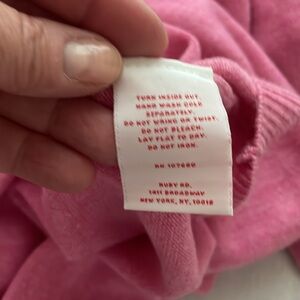 TURN INSIDE OUT
HAND WASH COLD
SEPARATELY.
DO NOT WRING OR TWIST.
DO NOT BLEACH.
LAY FLAT TO DRY.
DO NOT IRON.
RN 107680
RUBY RD.
1411 BROADWAY
NEW YORK, NY, 10018